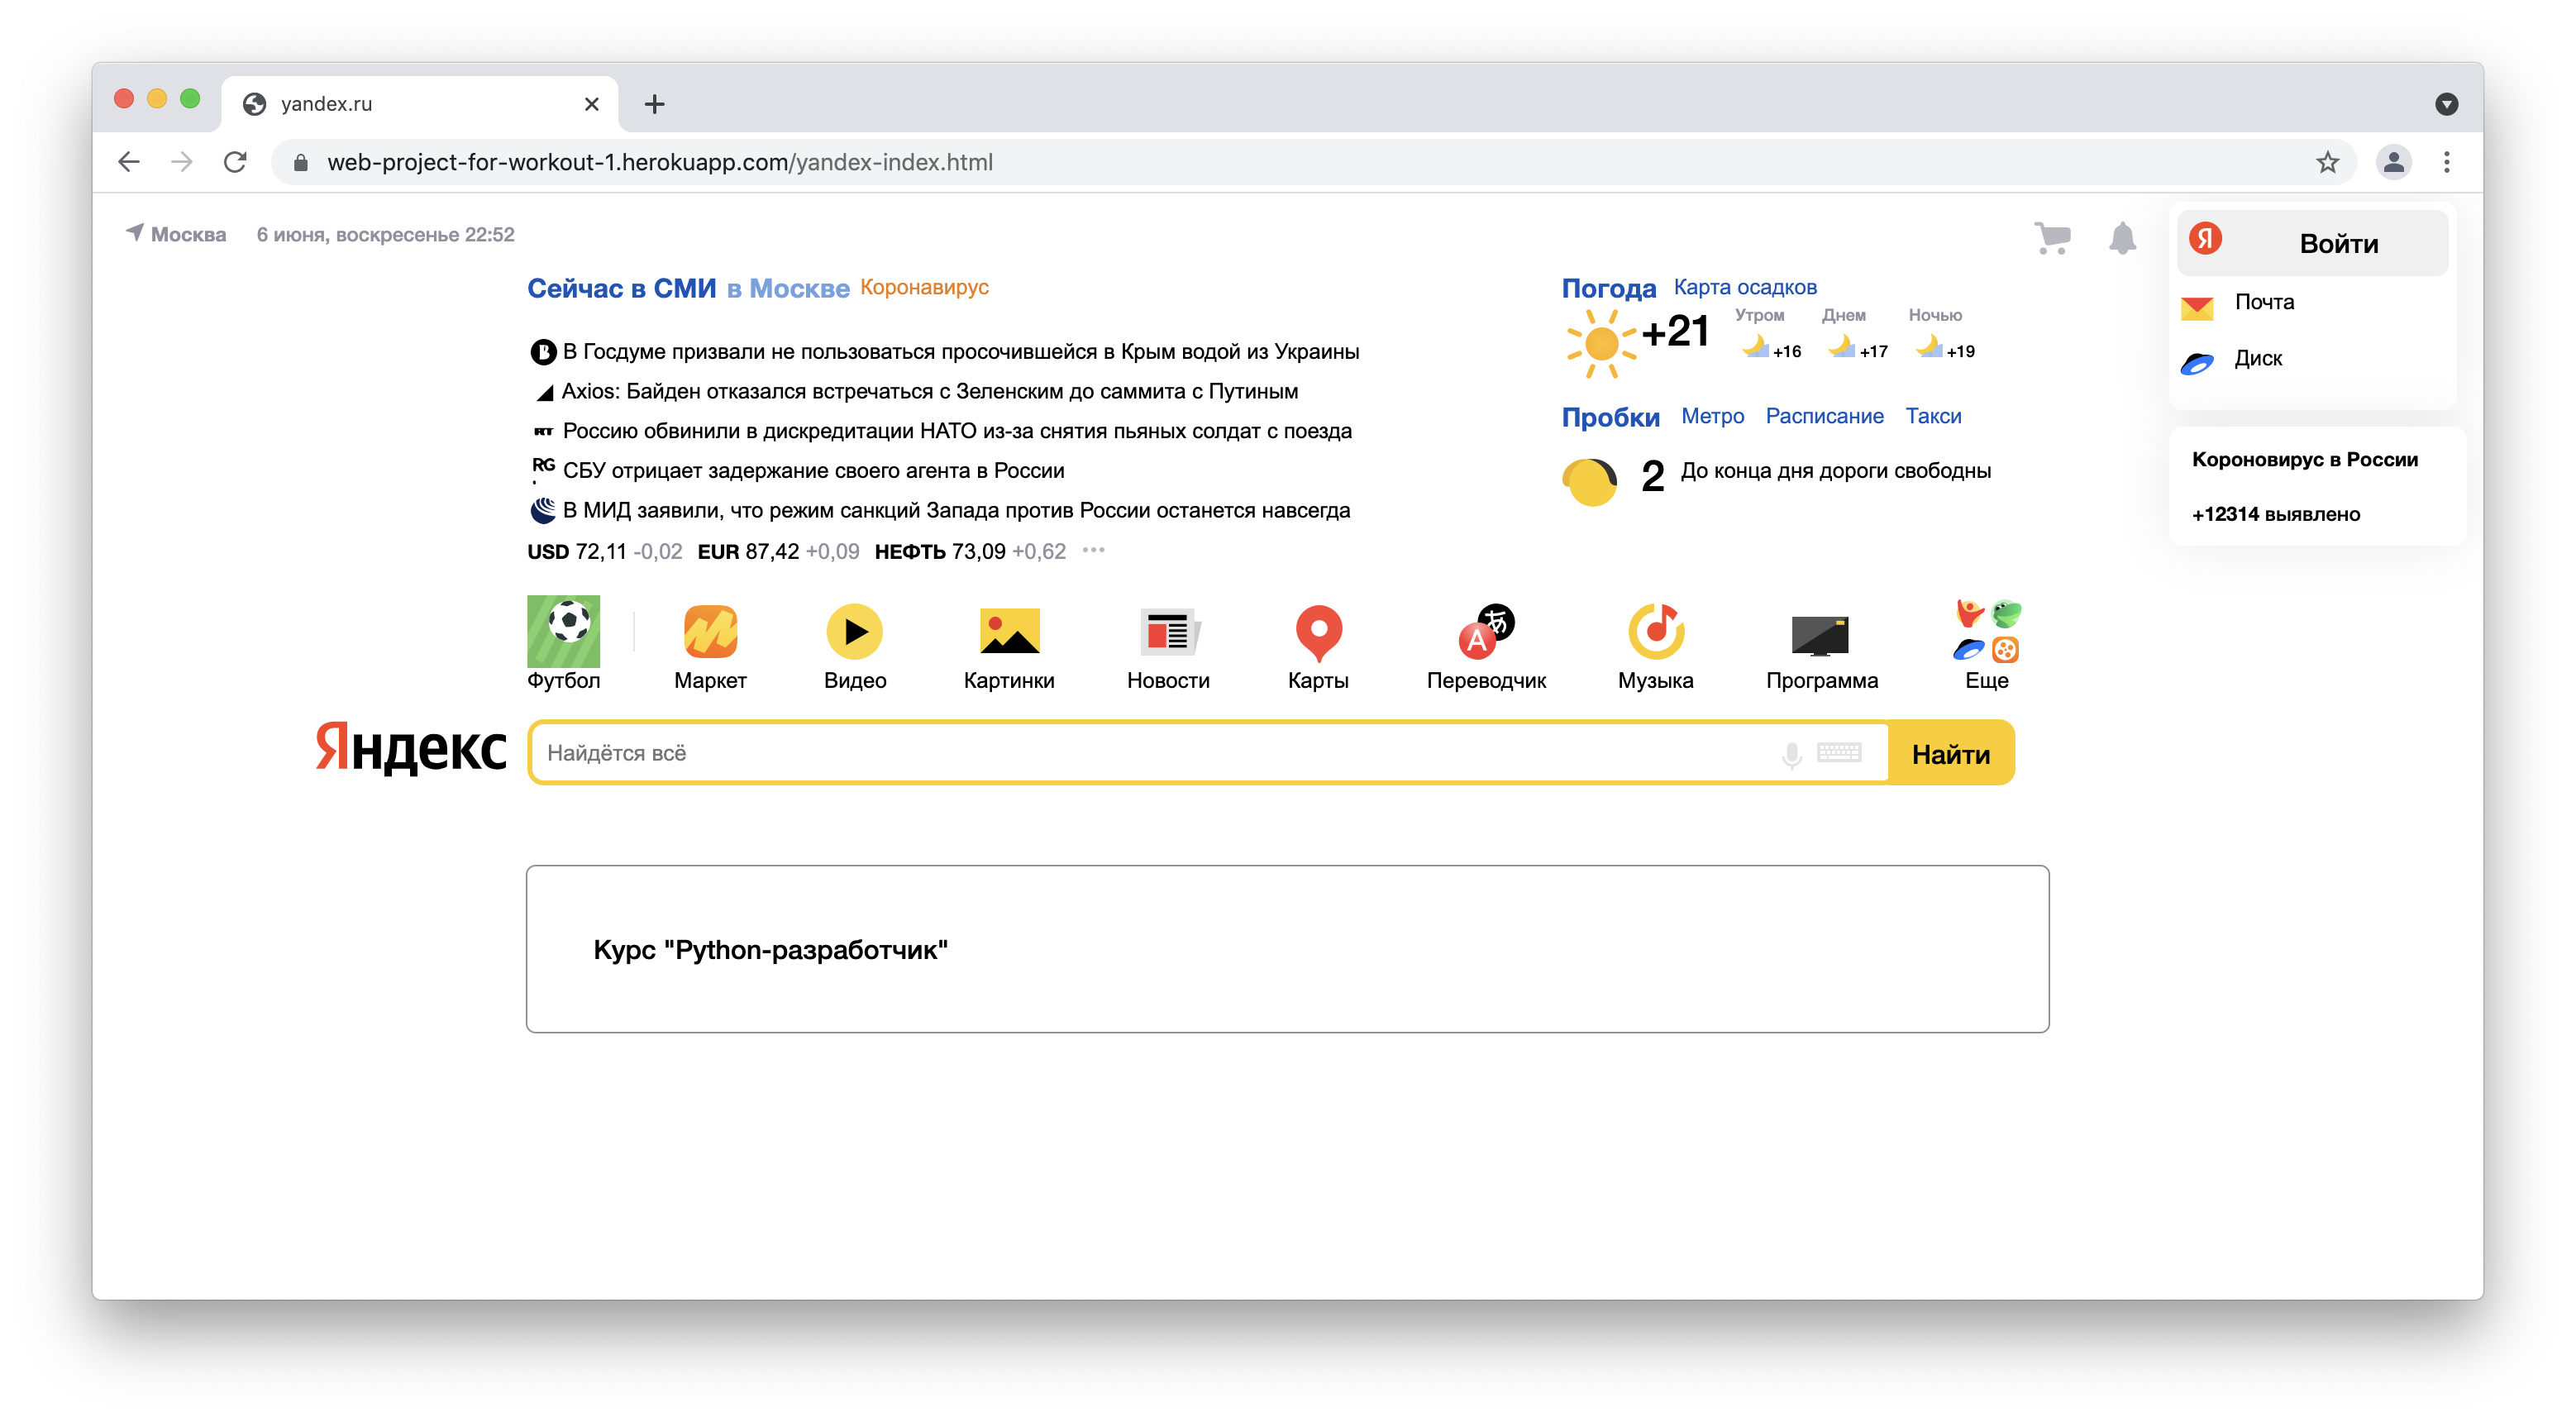 yandex.ru
web-project-for-workout-1.herokuapp.com/yandex-index.html
Москва 6 июня, воскресенье 22:52
Я Войти
Почта
Диск
Короновирус в России
+12314 выявлено
Сейчас в СМИ в Москве Коронавирус
В Госдуме призвали не пользоваться просочившейся в Крым водой из Украины
Axios: Байден отказался встречаться с Зеленским до саммита с Путиным
RT Россию обвинили в дискредитации НАТО из-за снятия пьяных солдат с поезда
RG СБУ отрицает задержание своего агента в России
В МИД заявили, что режим санкций Запада против России останется навсегда
USD 72,11 -0,02 EUR 87,42 +0,09 НЕФТЬ 73,09 +0,62 •••
Погода Карта осадков
+21 Утром Днем Ночью
+16 +17 +19
Пробки Метро Расписание Такси
2 До конца дня дороги свободны
A あ
Футбол Маркет Видео Картинки Новости Карты Переводчик Музыка Программа Еще
Яндекс Найдётся всё Найти
Курс "Python-разработчик"